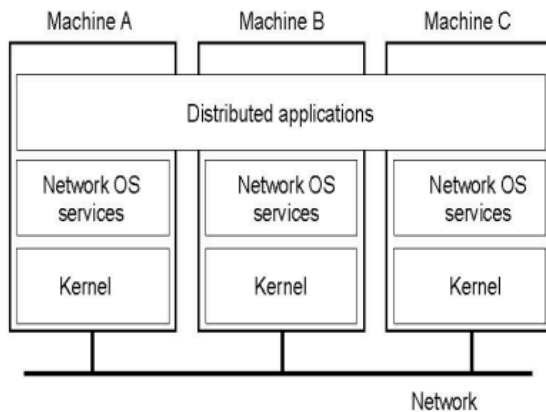 Machine A
Machine B
Machine C
Distributed applications
Network OS
services
Network OS
services
Network OS
services
Kernel
Kernel
Kernel
Network